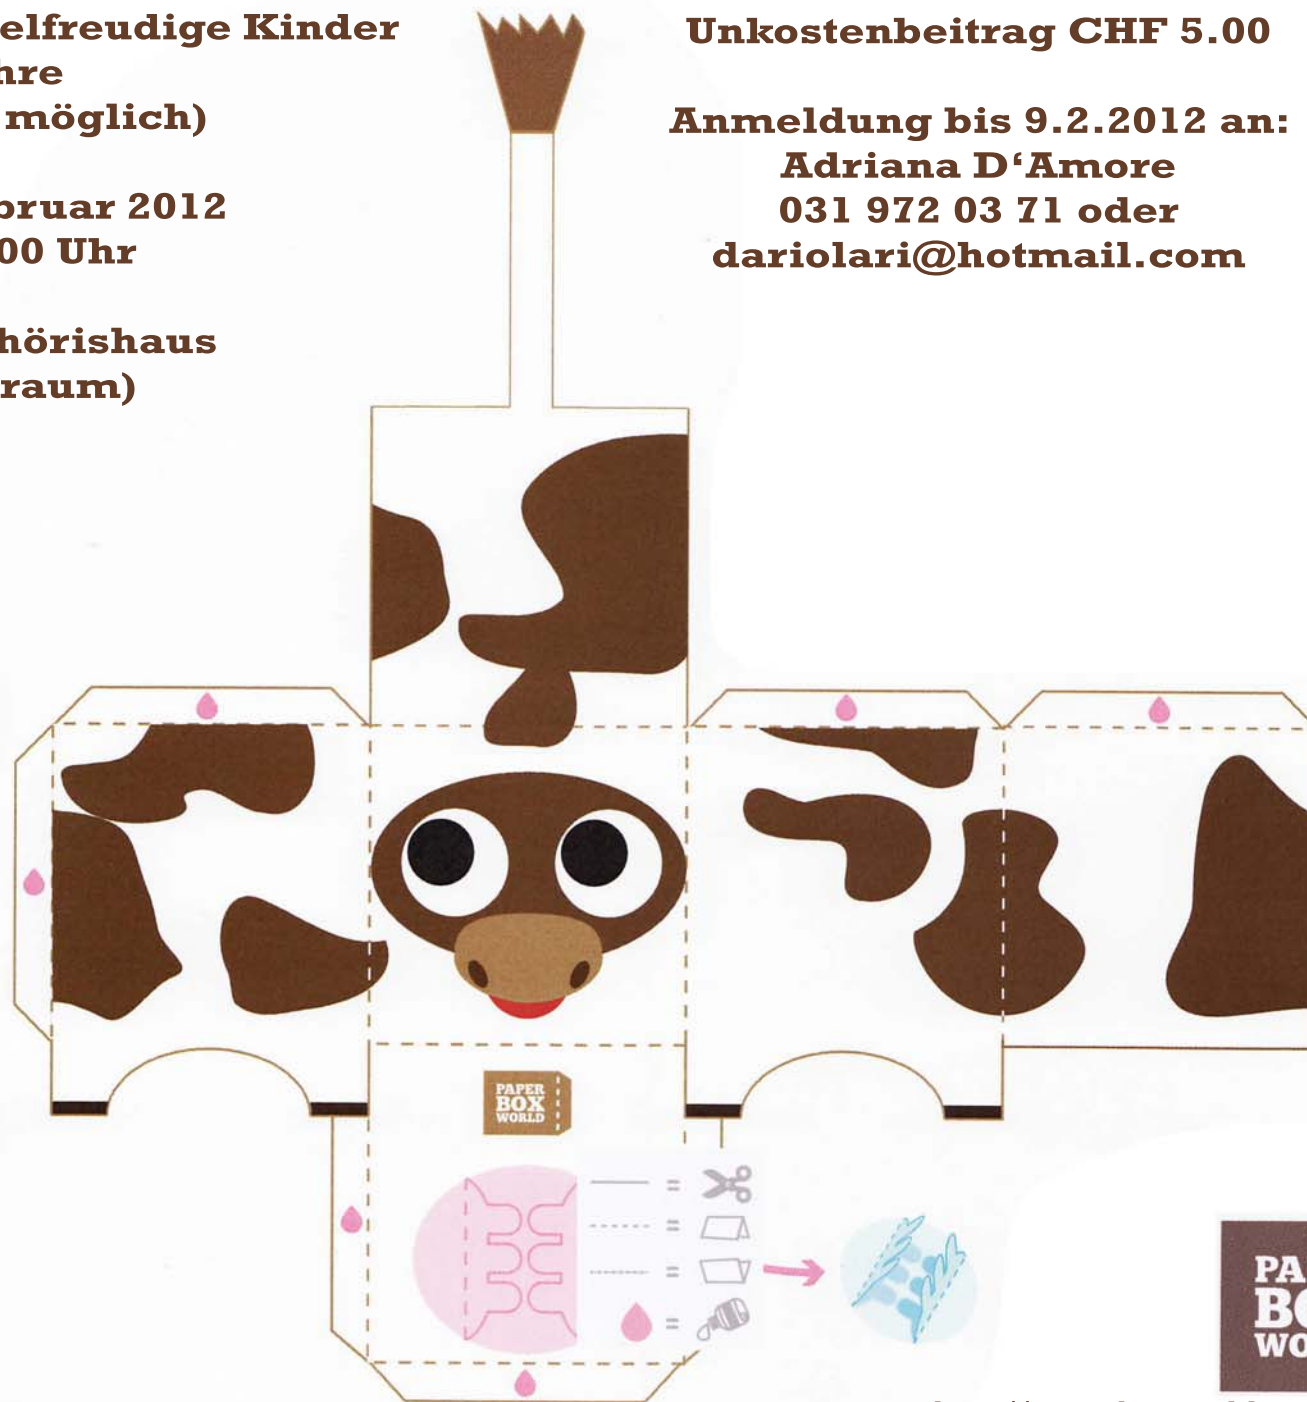 elfreudige Kinder
hre
möglich)
bruar 2012
00 Uhr
hörishaus
raum)
Unkostenbeitrag CHF 5.00
Anmeldung bis 9.2.2012 an:
Adriana D‘Amore
031 972 03 71 oder
dariolari@hotmail.com
PAPER
BOX
WORLD
=
=
=
=
PA
BO
WO